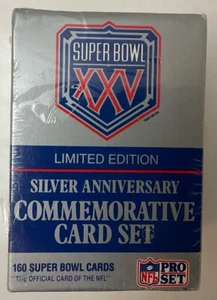 SUPER BOWL
XXV
LIMITED EDITION
SILVER ANNIVERSARY
COMMEMORATIVE
CARD SET
160 SUPER BOWL CARDS
THE OFFICIAL CARD OF THE NFL
NFL
PRO
SET